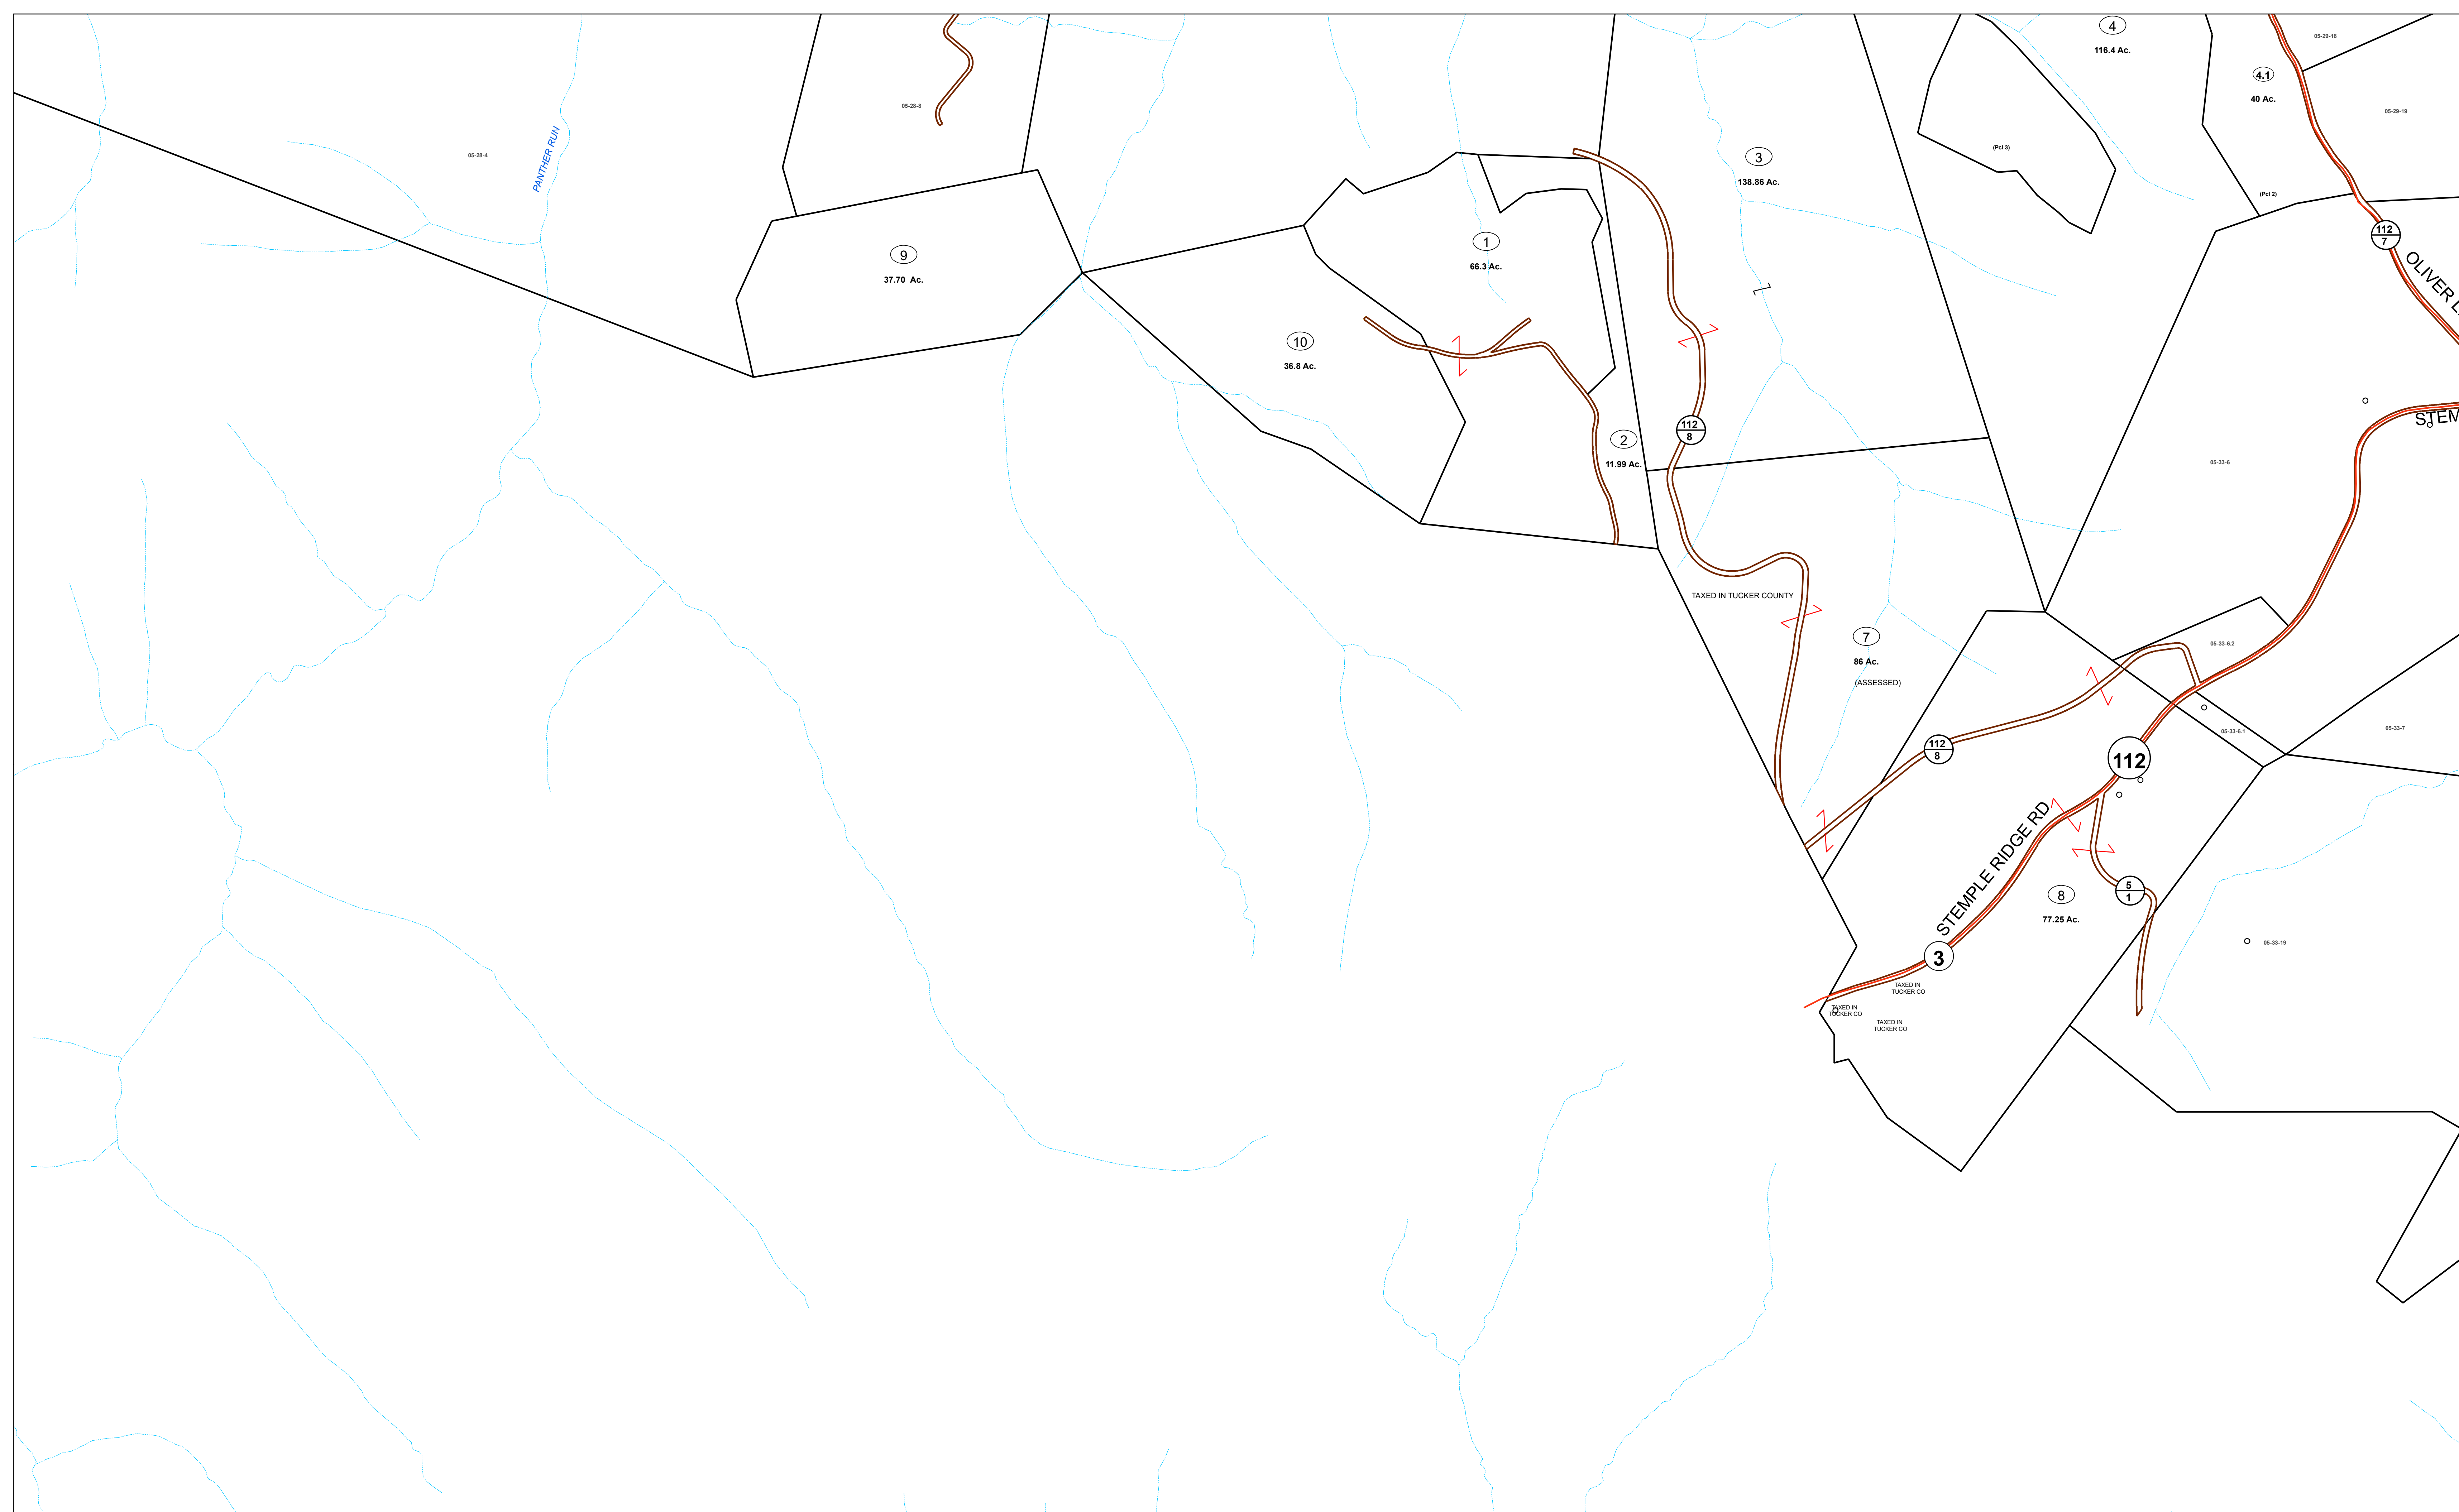 4
116.4 Ac.
05-29-18
4.1
40 Ac.
05-28-8
05-29-19
05-28-4
PANTHER RUN
(Pcl 3)
3
138.86 Ac.
(Pcl 2)
112
7
OLIVER
9
37.70 Ac.
1
66.3 Ac.
10
36.8 Ac.
STEM
112
8
2
11.99 Ac.
05-33-6
TAXED IN TUCKER COUNTY
7
86 Ac.
(ASSESSED)
05-33-6.2
05-33-6.1
05-33-7
112
8
112
STEMPLE RIDGE RD
5
1
8
77.25 Ac.
05-33-19
3
TAXED IN
TUCKER CO
TAXED IN
TUCKER CO
TAXED IN
TUCKER CO